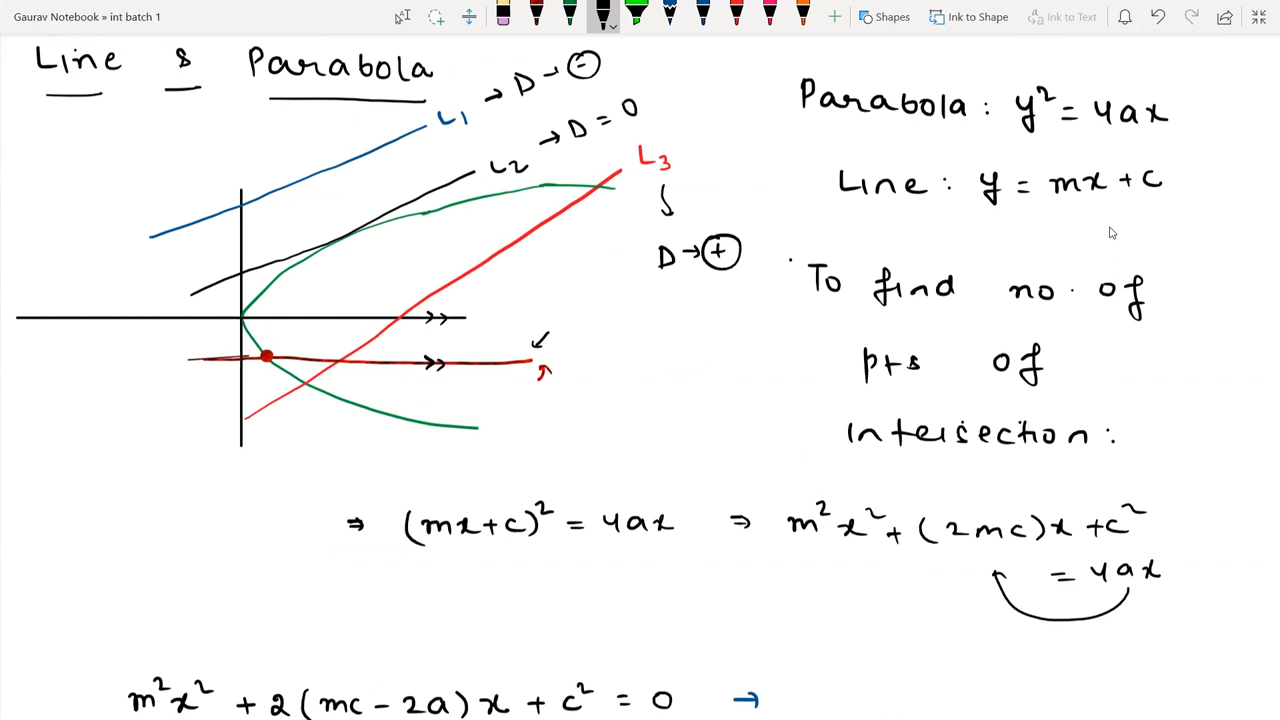 Gaurav Notebook » int batch 1
Shapes
Ink to Shape
Ink to Text
Line & Parabola
L1 → D → ⊖
L2 → D = 0
L3
D → ⊕
Parabola: y² = 4ax
Line: y = mx + c
To find no. of
pts of
intersection:
⇒ (mx+c)² = 4ax ⇒ m²x² + (2mc)x + c²
= 4ax
m²x² + 2(mc - 2a)x + c² = 0 →